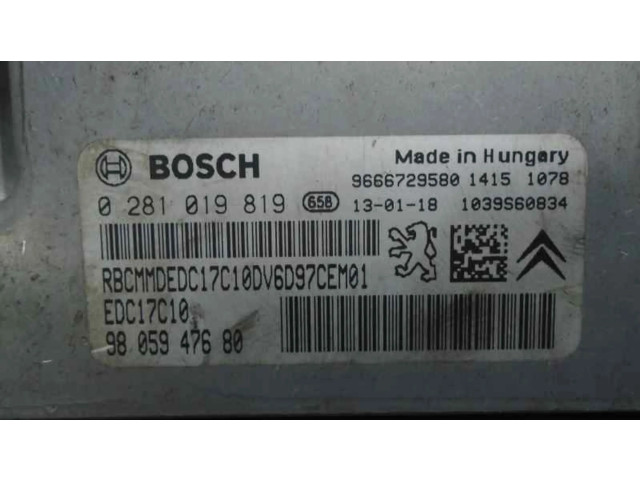 BOSCH
Made in Hungary
9666729580 1415 1078
0 281 019 819 658 13-01-18 1039S60834
RBCMMDEDC17C10DV6D97CEM01
EDC17C10
98 059 476 80